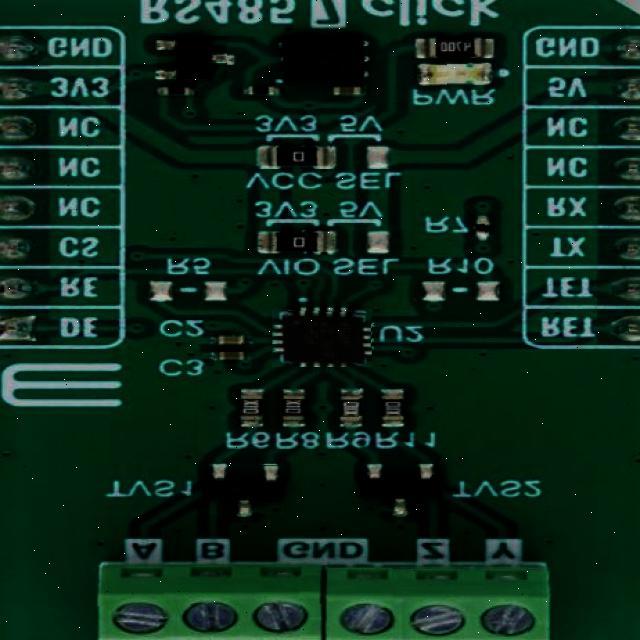 RS485 7 click
GND
GND
3V3
PWR
5V
NC
3V3 5V
NC
NC
VCC SEL
NC
NC
3V3 5V
R7
RX
CS
TX
R5
VIO SEL
R10
RE
TET
DE
C2
U2
RET
C3
R6 R8 R9 R11
TVS1
TVS2
A B GND Z Y